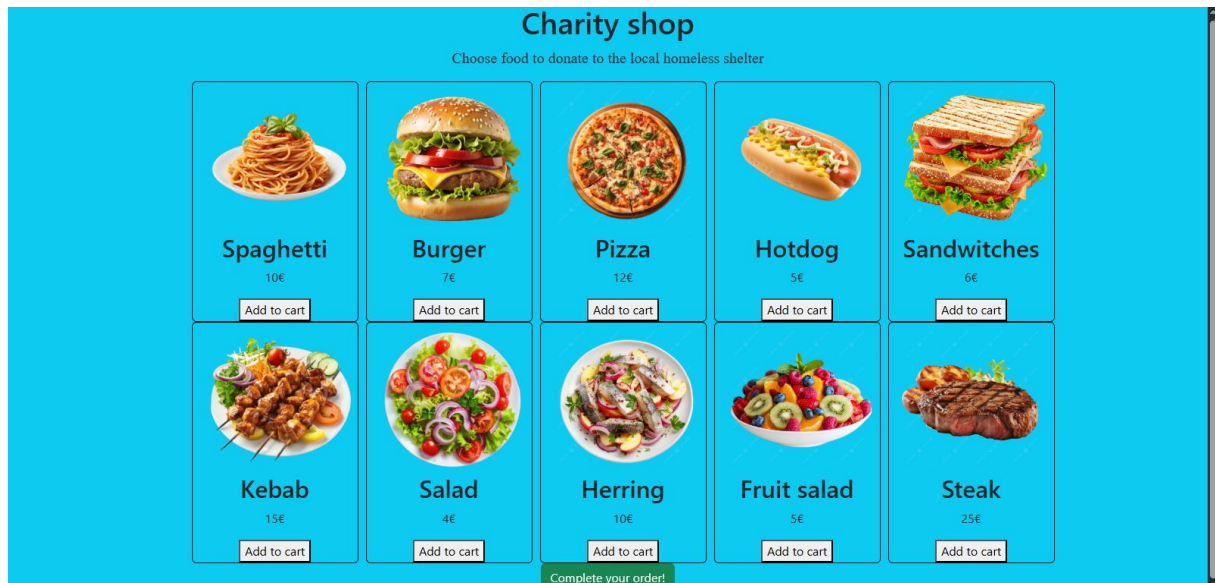 Charity shop
Choose food to donate to the local homeless shelter
Spaghetti
10€
Add to cart
Burger
7€
Add to cart
Pizza
12€
Add to cart
Hotdog
5€
Add to cart
Sandwitches
6€
Add to cart
Kebab
15€
Add to cart
Salad
4€
Add to cart
Herring
10€
Add to cart
Fruit salad
5€
Add to cart
Steak
25€
Add to cart
Complete your order!